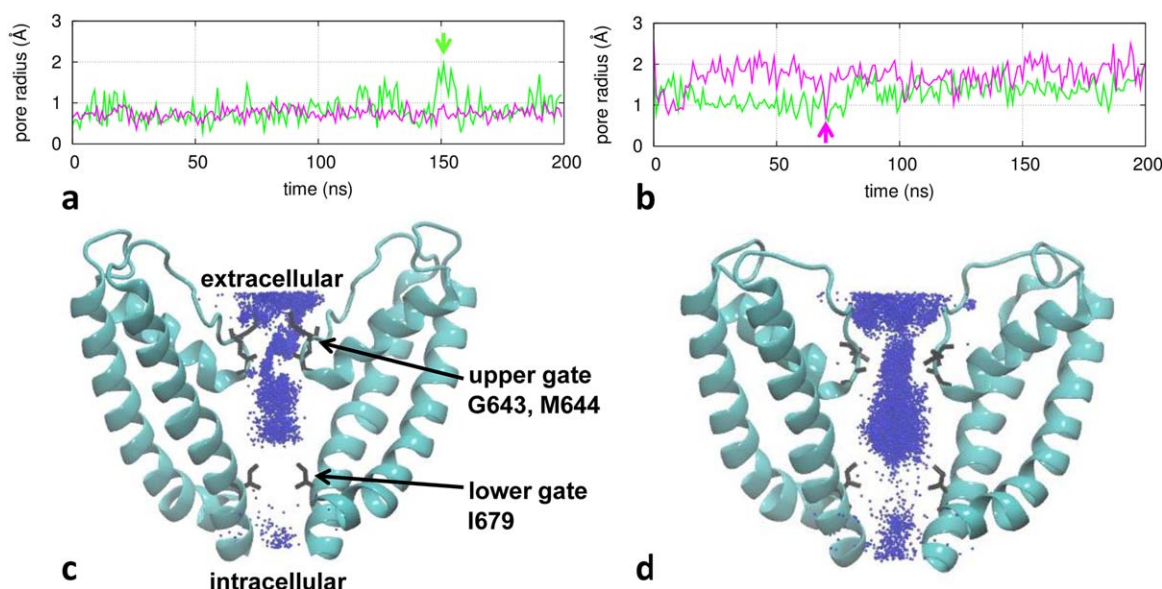 3
2
1
0
pore radius (Å)
0
50
100
150
200
time (ns)
a
3
2
1
0
pore radius (Å)
0
50
100
150
200
time (ns)
b
extracellular
upper gate
G643, M644
lower gate
I679
intracellular
c
d